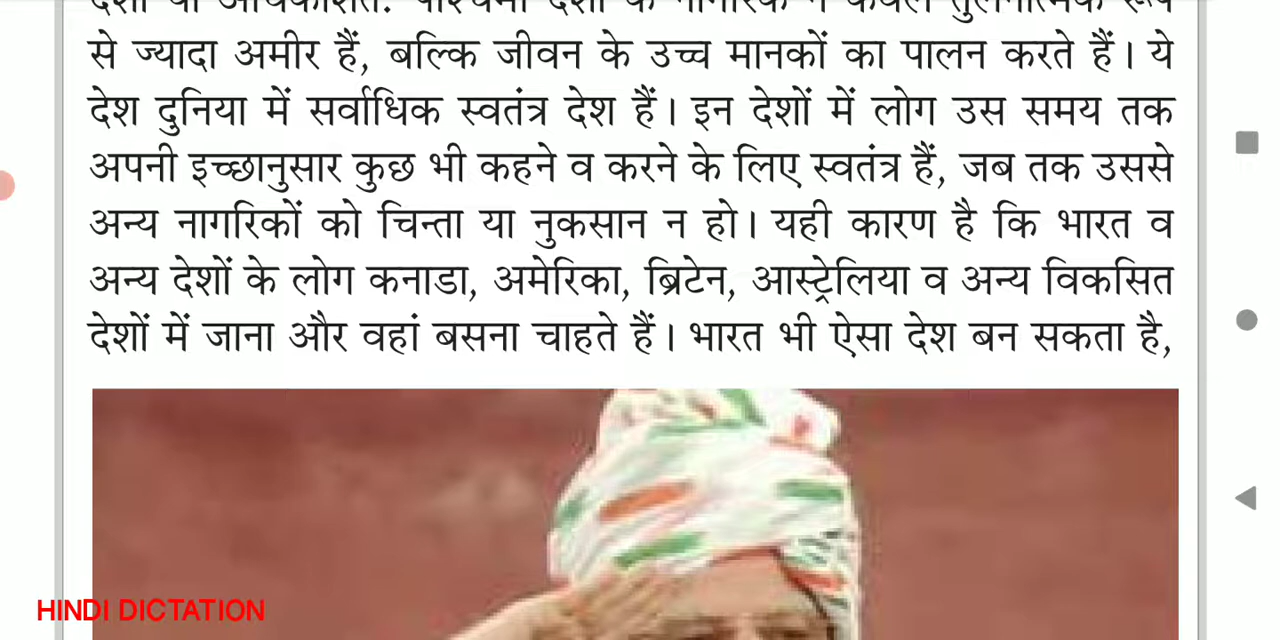 से ज्यादा अमीर हैं, बल्कि जीवन के उच्च मानकों का पालन करते हैं। ये
देश दुनिया में सर्वाधिक स्वतंत्र देश हैं। इन देशों में लोग उस समय तक
अपनी इच्छानुसार कुछ भी कहने व करने के लिए स्वतंत्र हैं, जब तक उससे
अन्य नागरिकों को चिन्ता या नुकसान न हो। यही कारण है कि भारत व
अन्य देशों के लोग कनाडा, अमेरिका, ब्रिटेन, आस्ट्रेलिया व अन्य विकसित
देशों में जाना और वहां बसना चाहते हैं। भारत भी ऐसा देश बन सकता है,
HINDI DICTATION